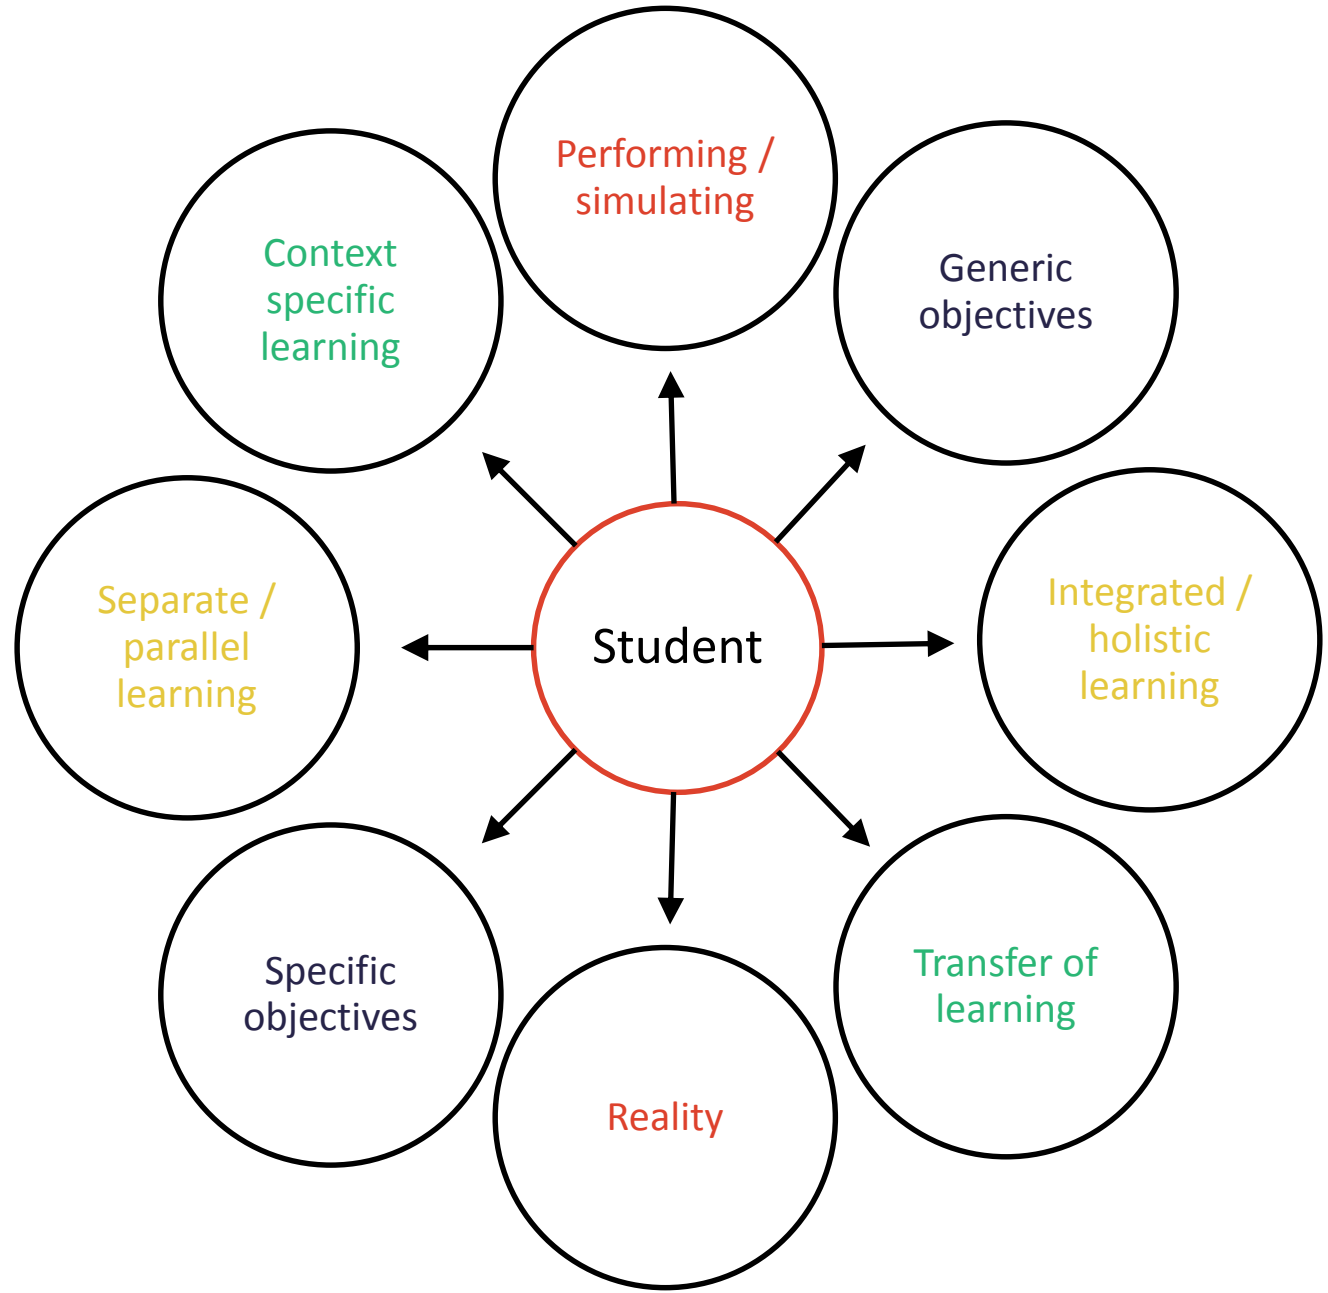 Performing /
simulating
Generic
objectives
Integrated /
holistic
learning
Transfer of
learning
Reality
Specific
objectives
Separate /
parallel
learning
Context
specific
learning
Student